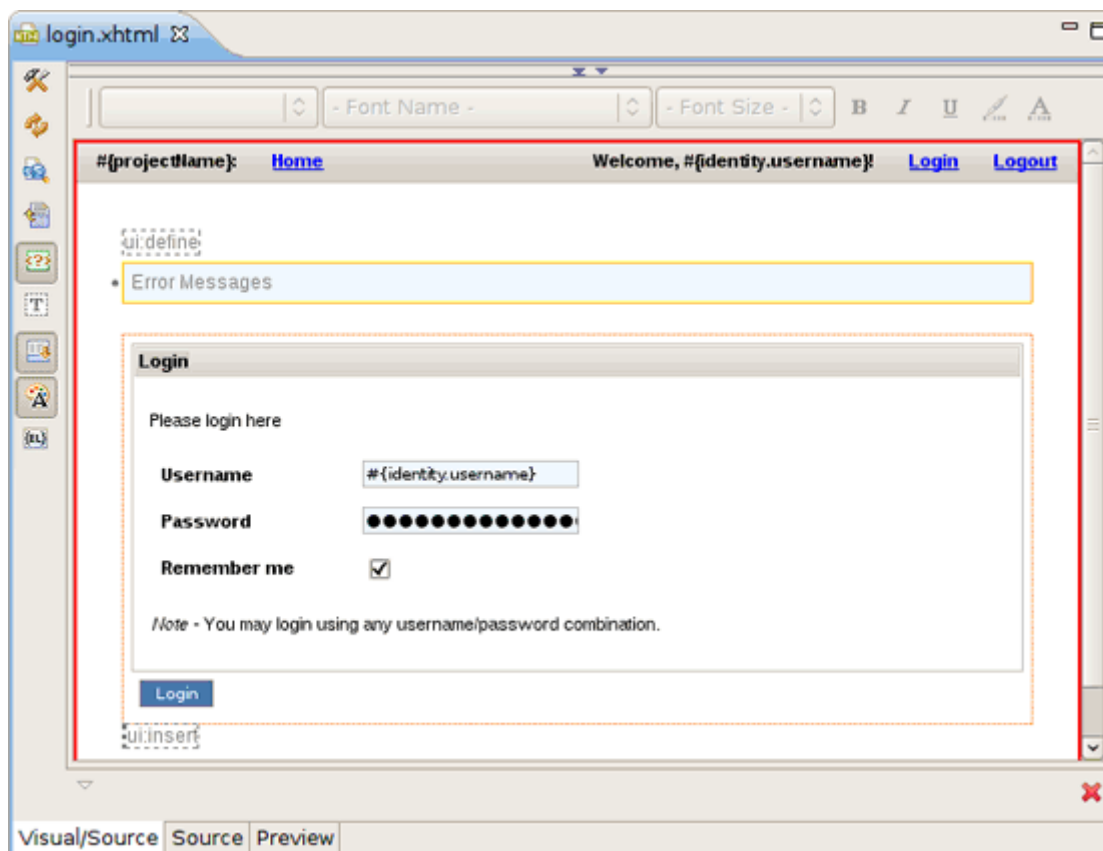 login.xhtml
- Font Name - - Font Size - B I U A
#{projectName}: Home Welcome, #{identity.username}! Login Logout
ui:define
Error Messages
Login
Please login here
Username #{identity.username}
Password ●●●●●●●●●●●●●
Remember me
Note - You may login using any username/password combination.
Login
ui:insert
Visual/Source Source Preview